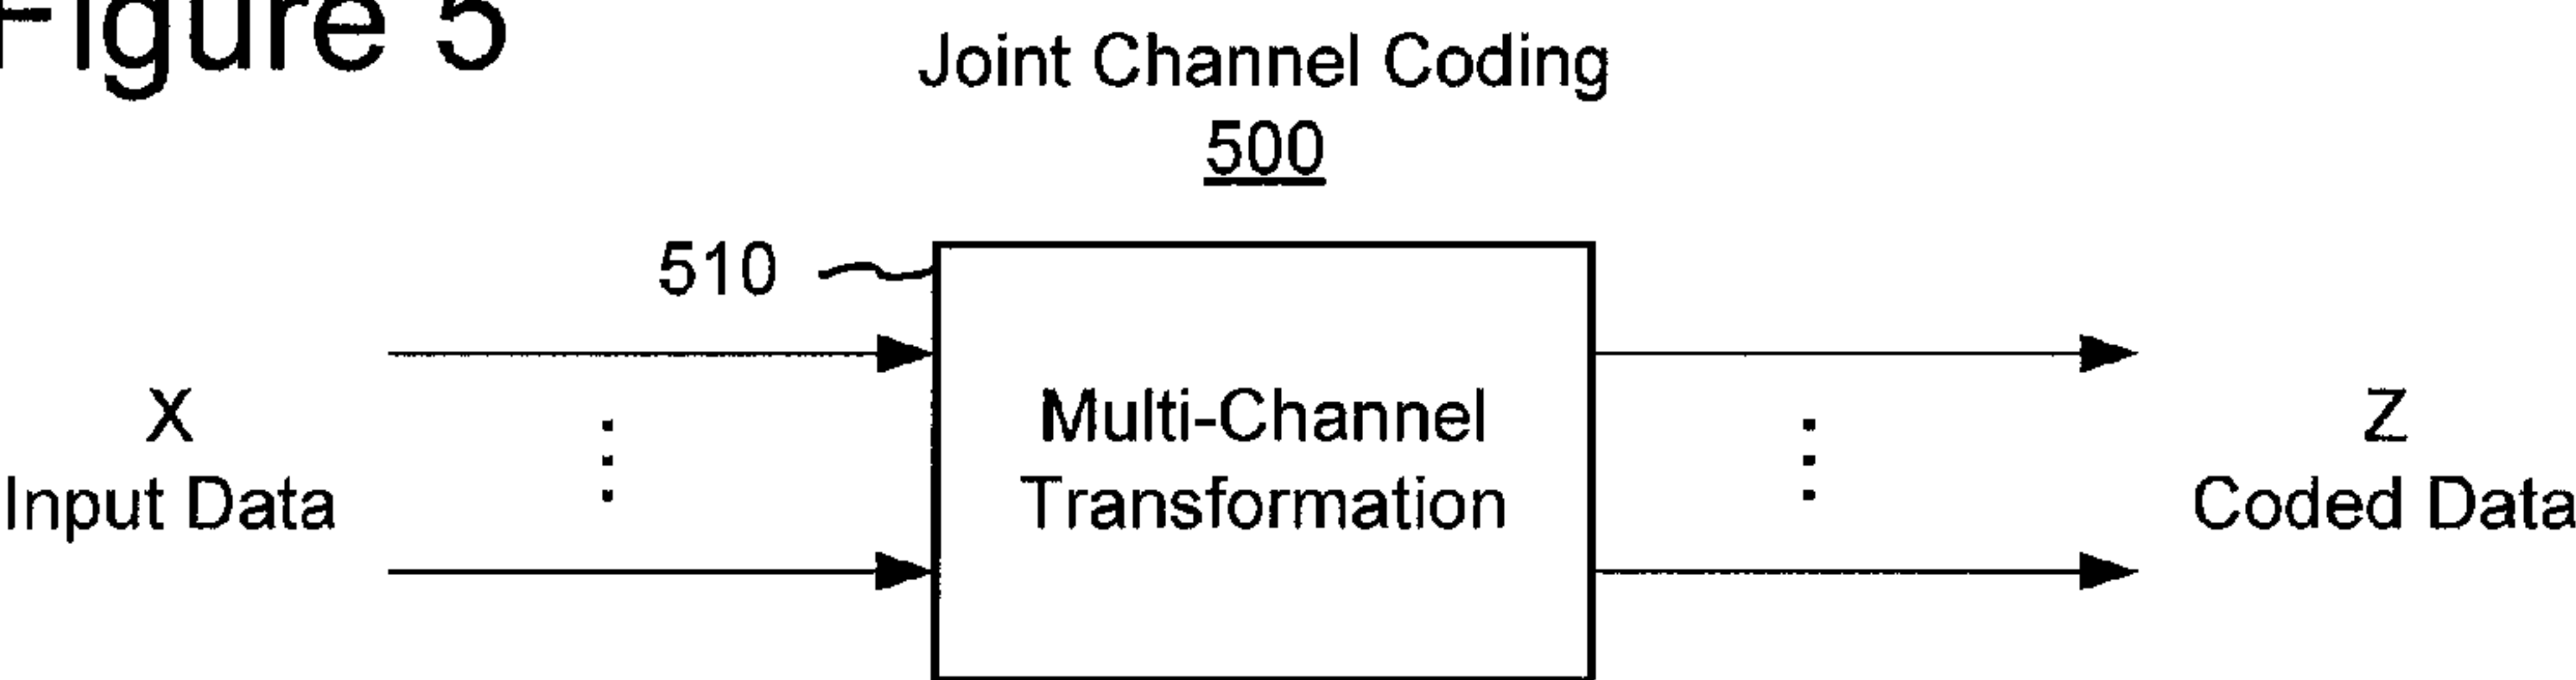 Figure 5
Joint Channel Coding
500
510
Multi-Channel
Transformation
X
Input Data
Z
Coded Data